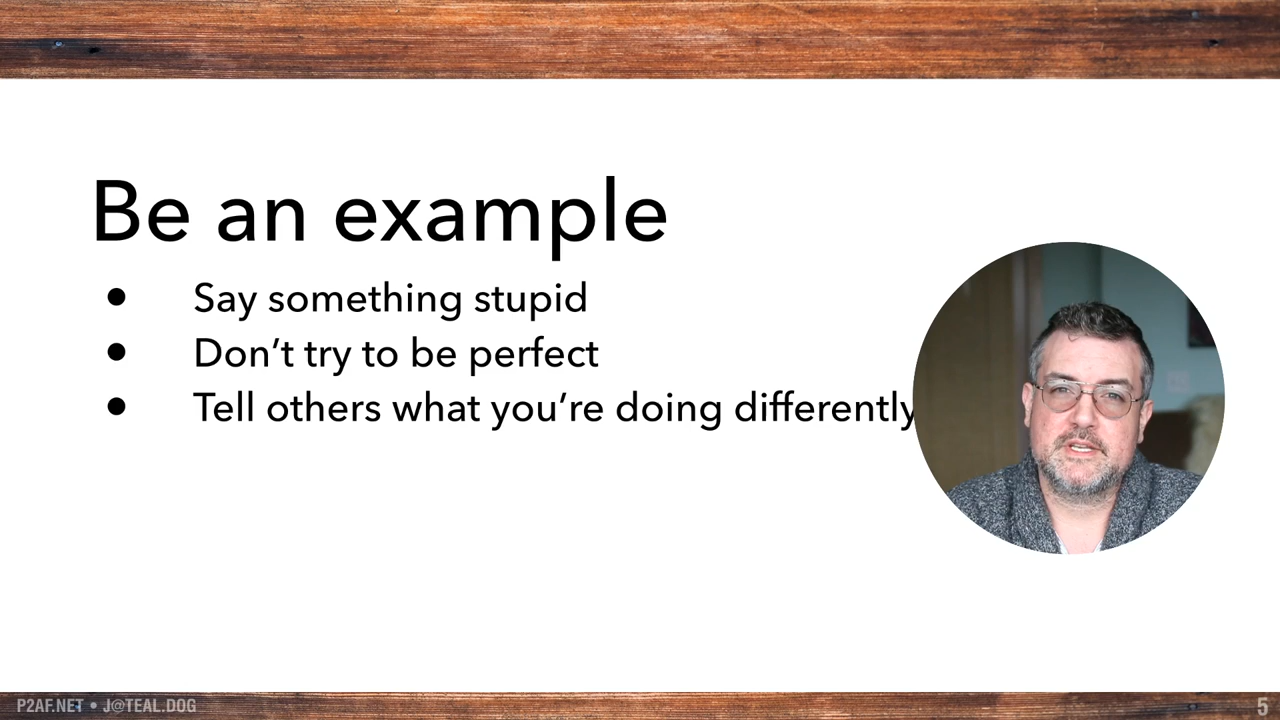 Be an example
• Say something stupid
• Don’t try to be perfect
• Tell others what you’re doing differently
P2AF.NET • J@TEAL.DOG
5